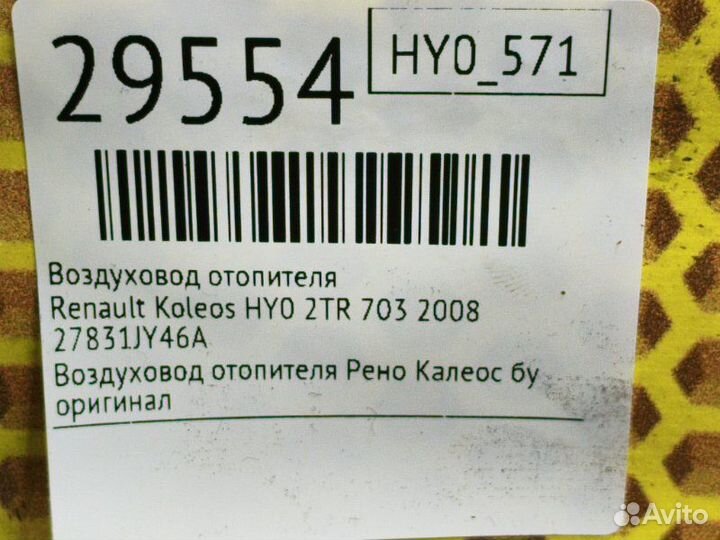 29554
HY0_571
Воздуховод отопителя
Renault Koleos HY0 2TR 703 2008
27831JY46A
Воздуховод отопителя Рено Калеос бу
оригинал
Avito